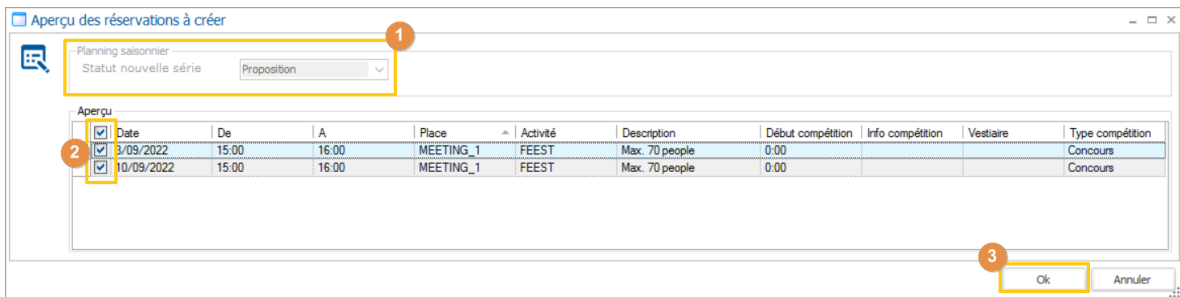 Aperçu des réservations à créer
1
Planning saisonnier
Statut nouvelle série Proposition
Aperçu
Date De A Place Activité Description Début compétition Info compétition Vestiaire Type compétition
2
3/09/2022 15:00 16:00 MEETING_1 FEEST Max. 70 people 0:00 Concours
10/09/2022 15:00 16:00 MEETING_1 FEEST Max. 70 people 0:00 Concours
3
Ok Annuler